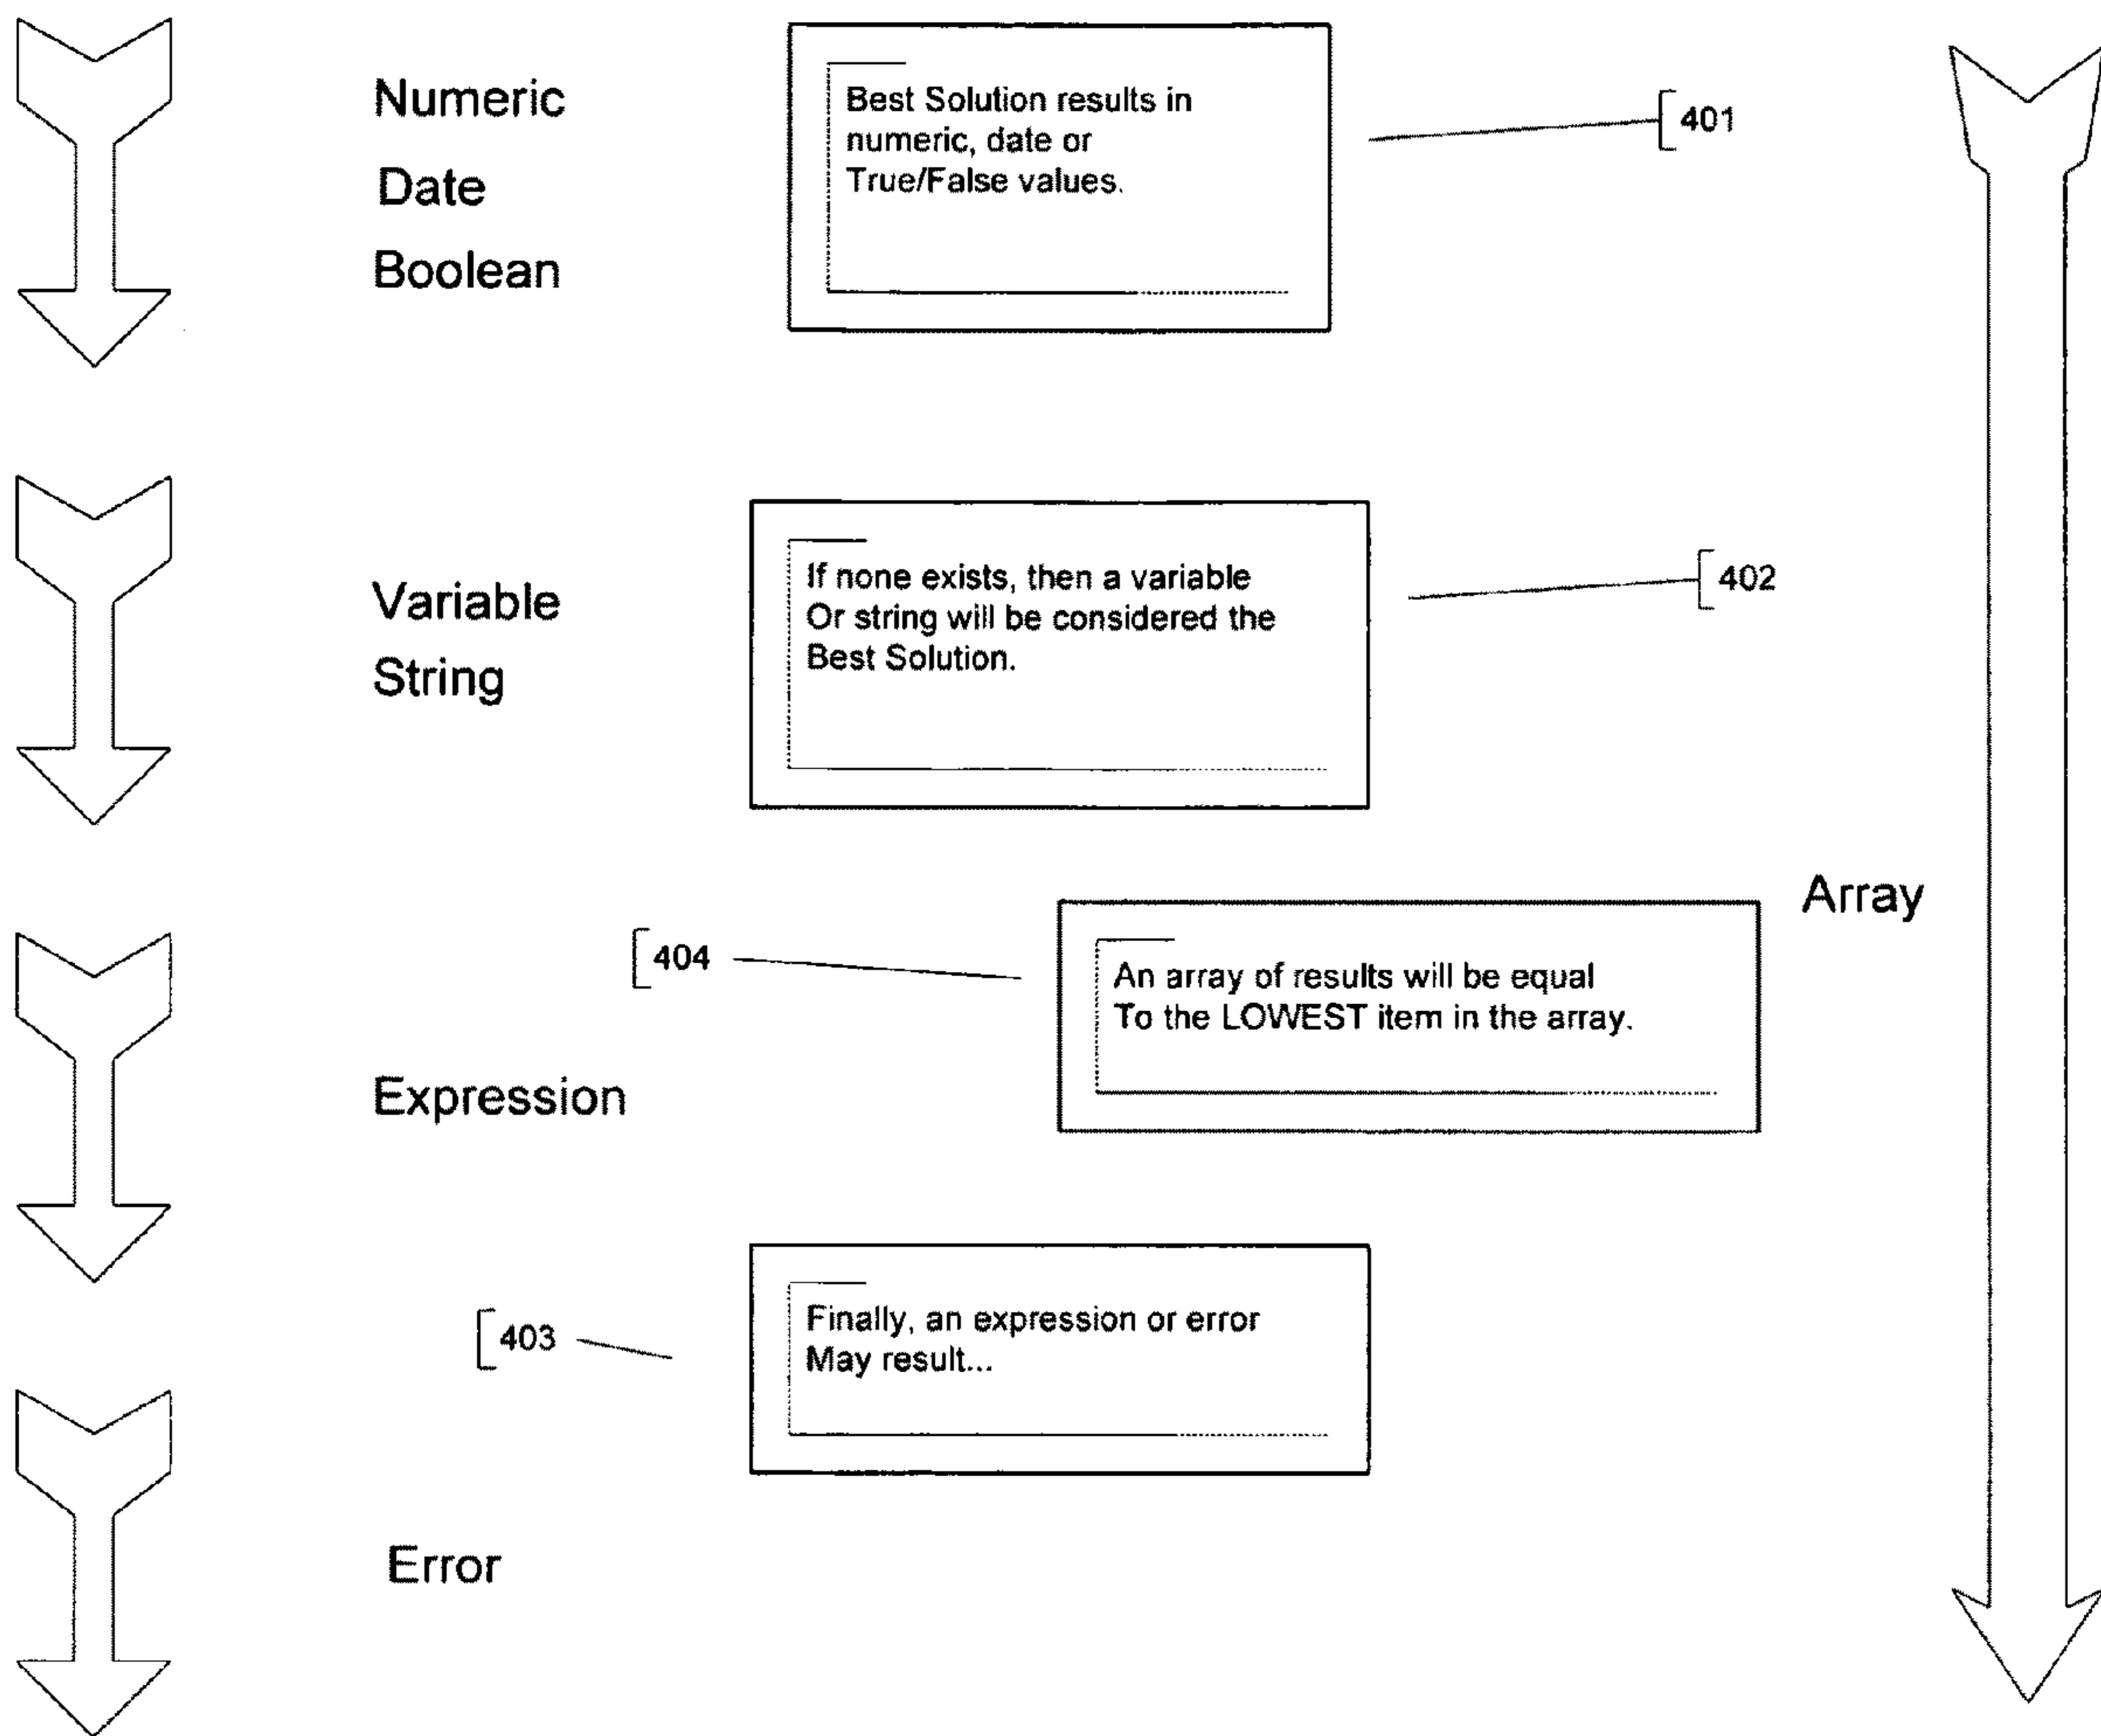 Numeric
Date
Boolean
Best Solution results in
numeric, date or
True/False values.
401
Variable
String
If none exists, then a variable
Or string will be considered the
Best Solution.
402
Array
404
An array of results will be equal
To the LOWEST item in the array.
Expression
403
Finally, an expression or error
May result...
Error